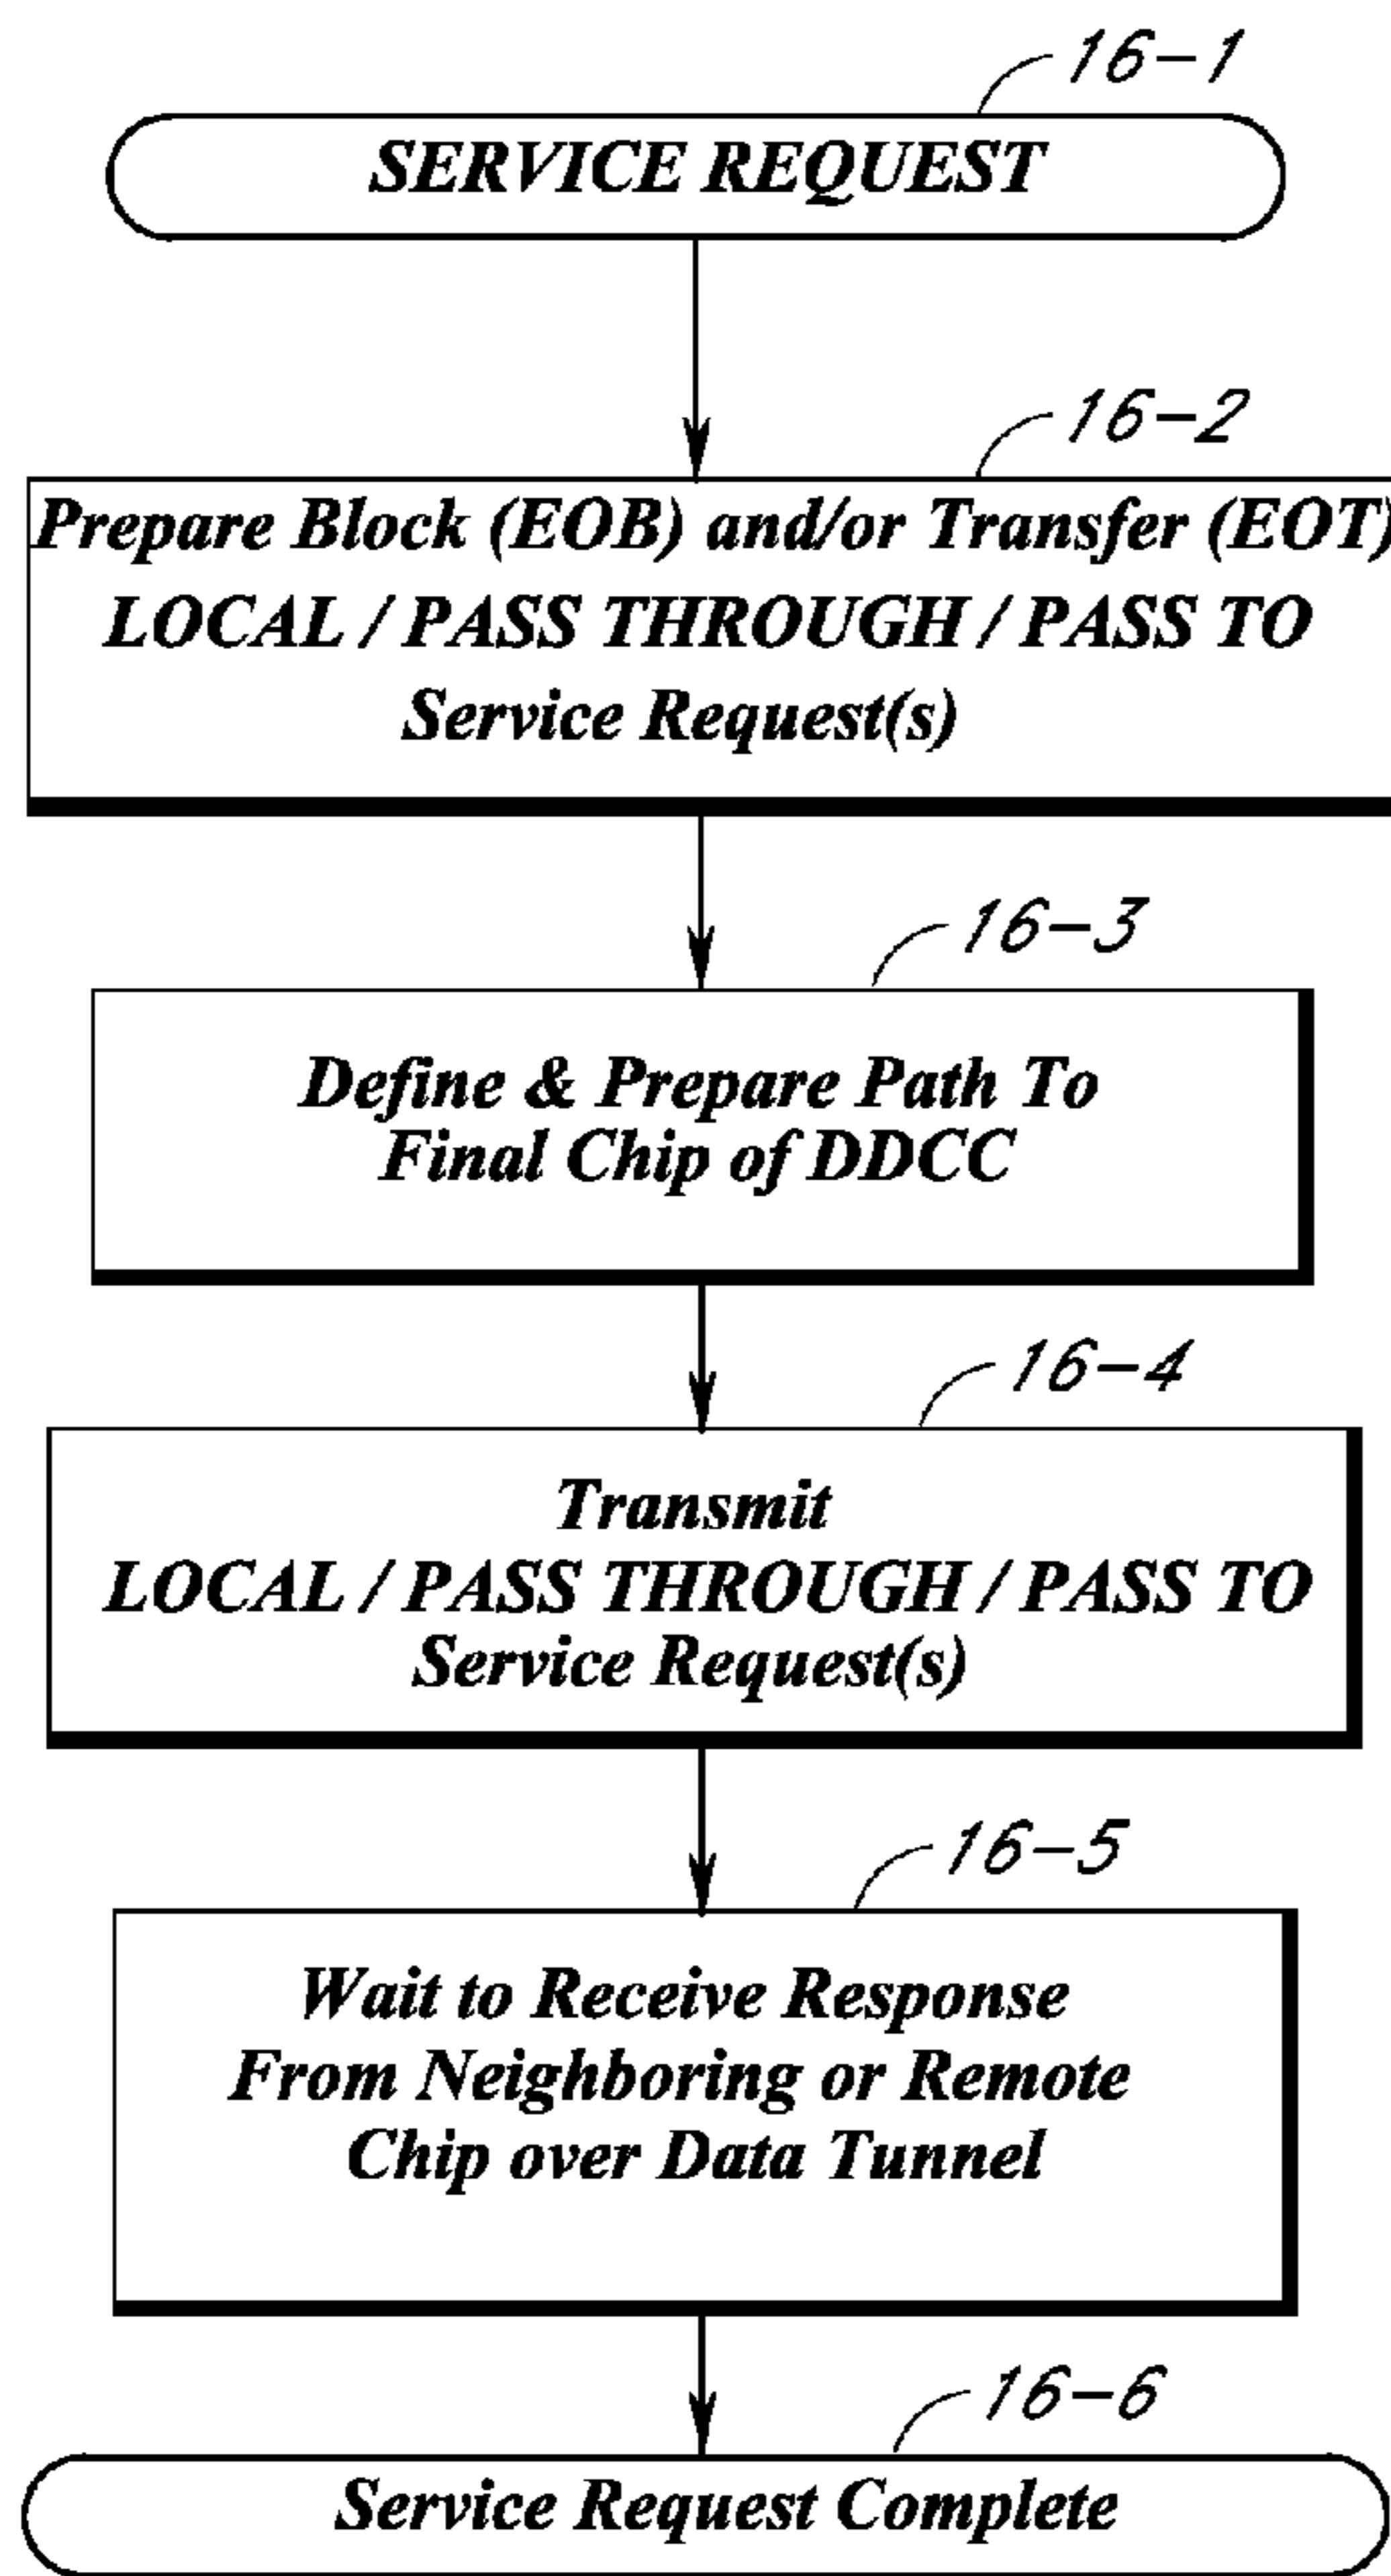 16-1
SERVICE REQUEST
16-2
Prepare Block (EOB) and/or Transfer (EOT)
LOCAL / PASS THROUGH / PASS TO
Service Request(s)
16-3
Define & Prepare Path To
Final Chip of DDCC
16-4
Transmit
LOCAL / PASS THROUGH / PASS TO
Service Request(s)
16-5
Wait to Receive Response
From Neighboring or Remote
Chip over Data Tunnel
16-6
Service Request Complete